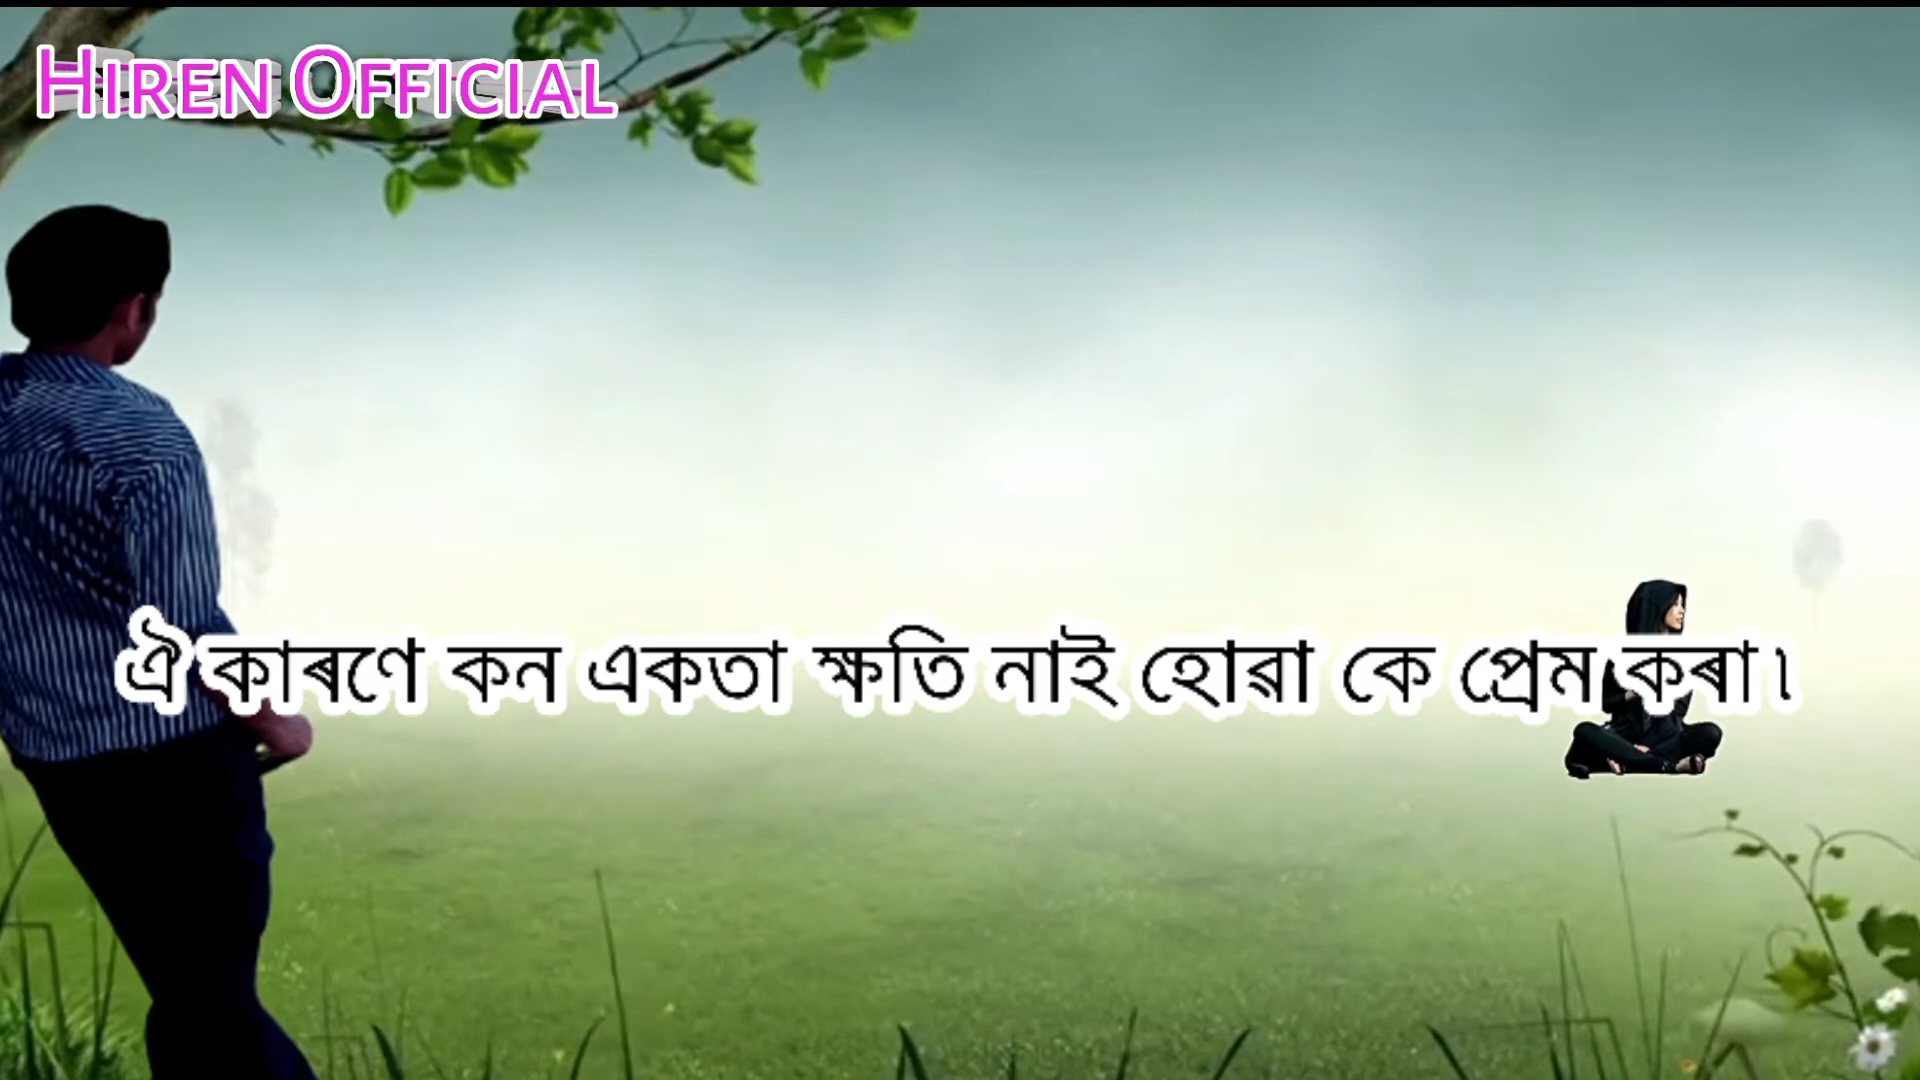 HIREN OFFICIAL
ঐ কাৰণে কন একতা ক্ষতি নাই হোৱা কে প্ৰেম কৰা ৷